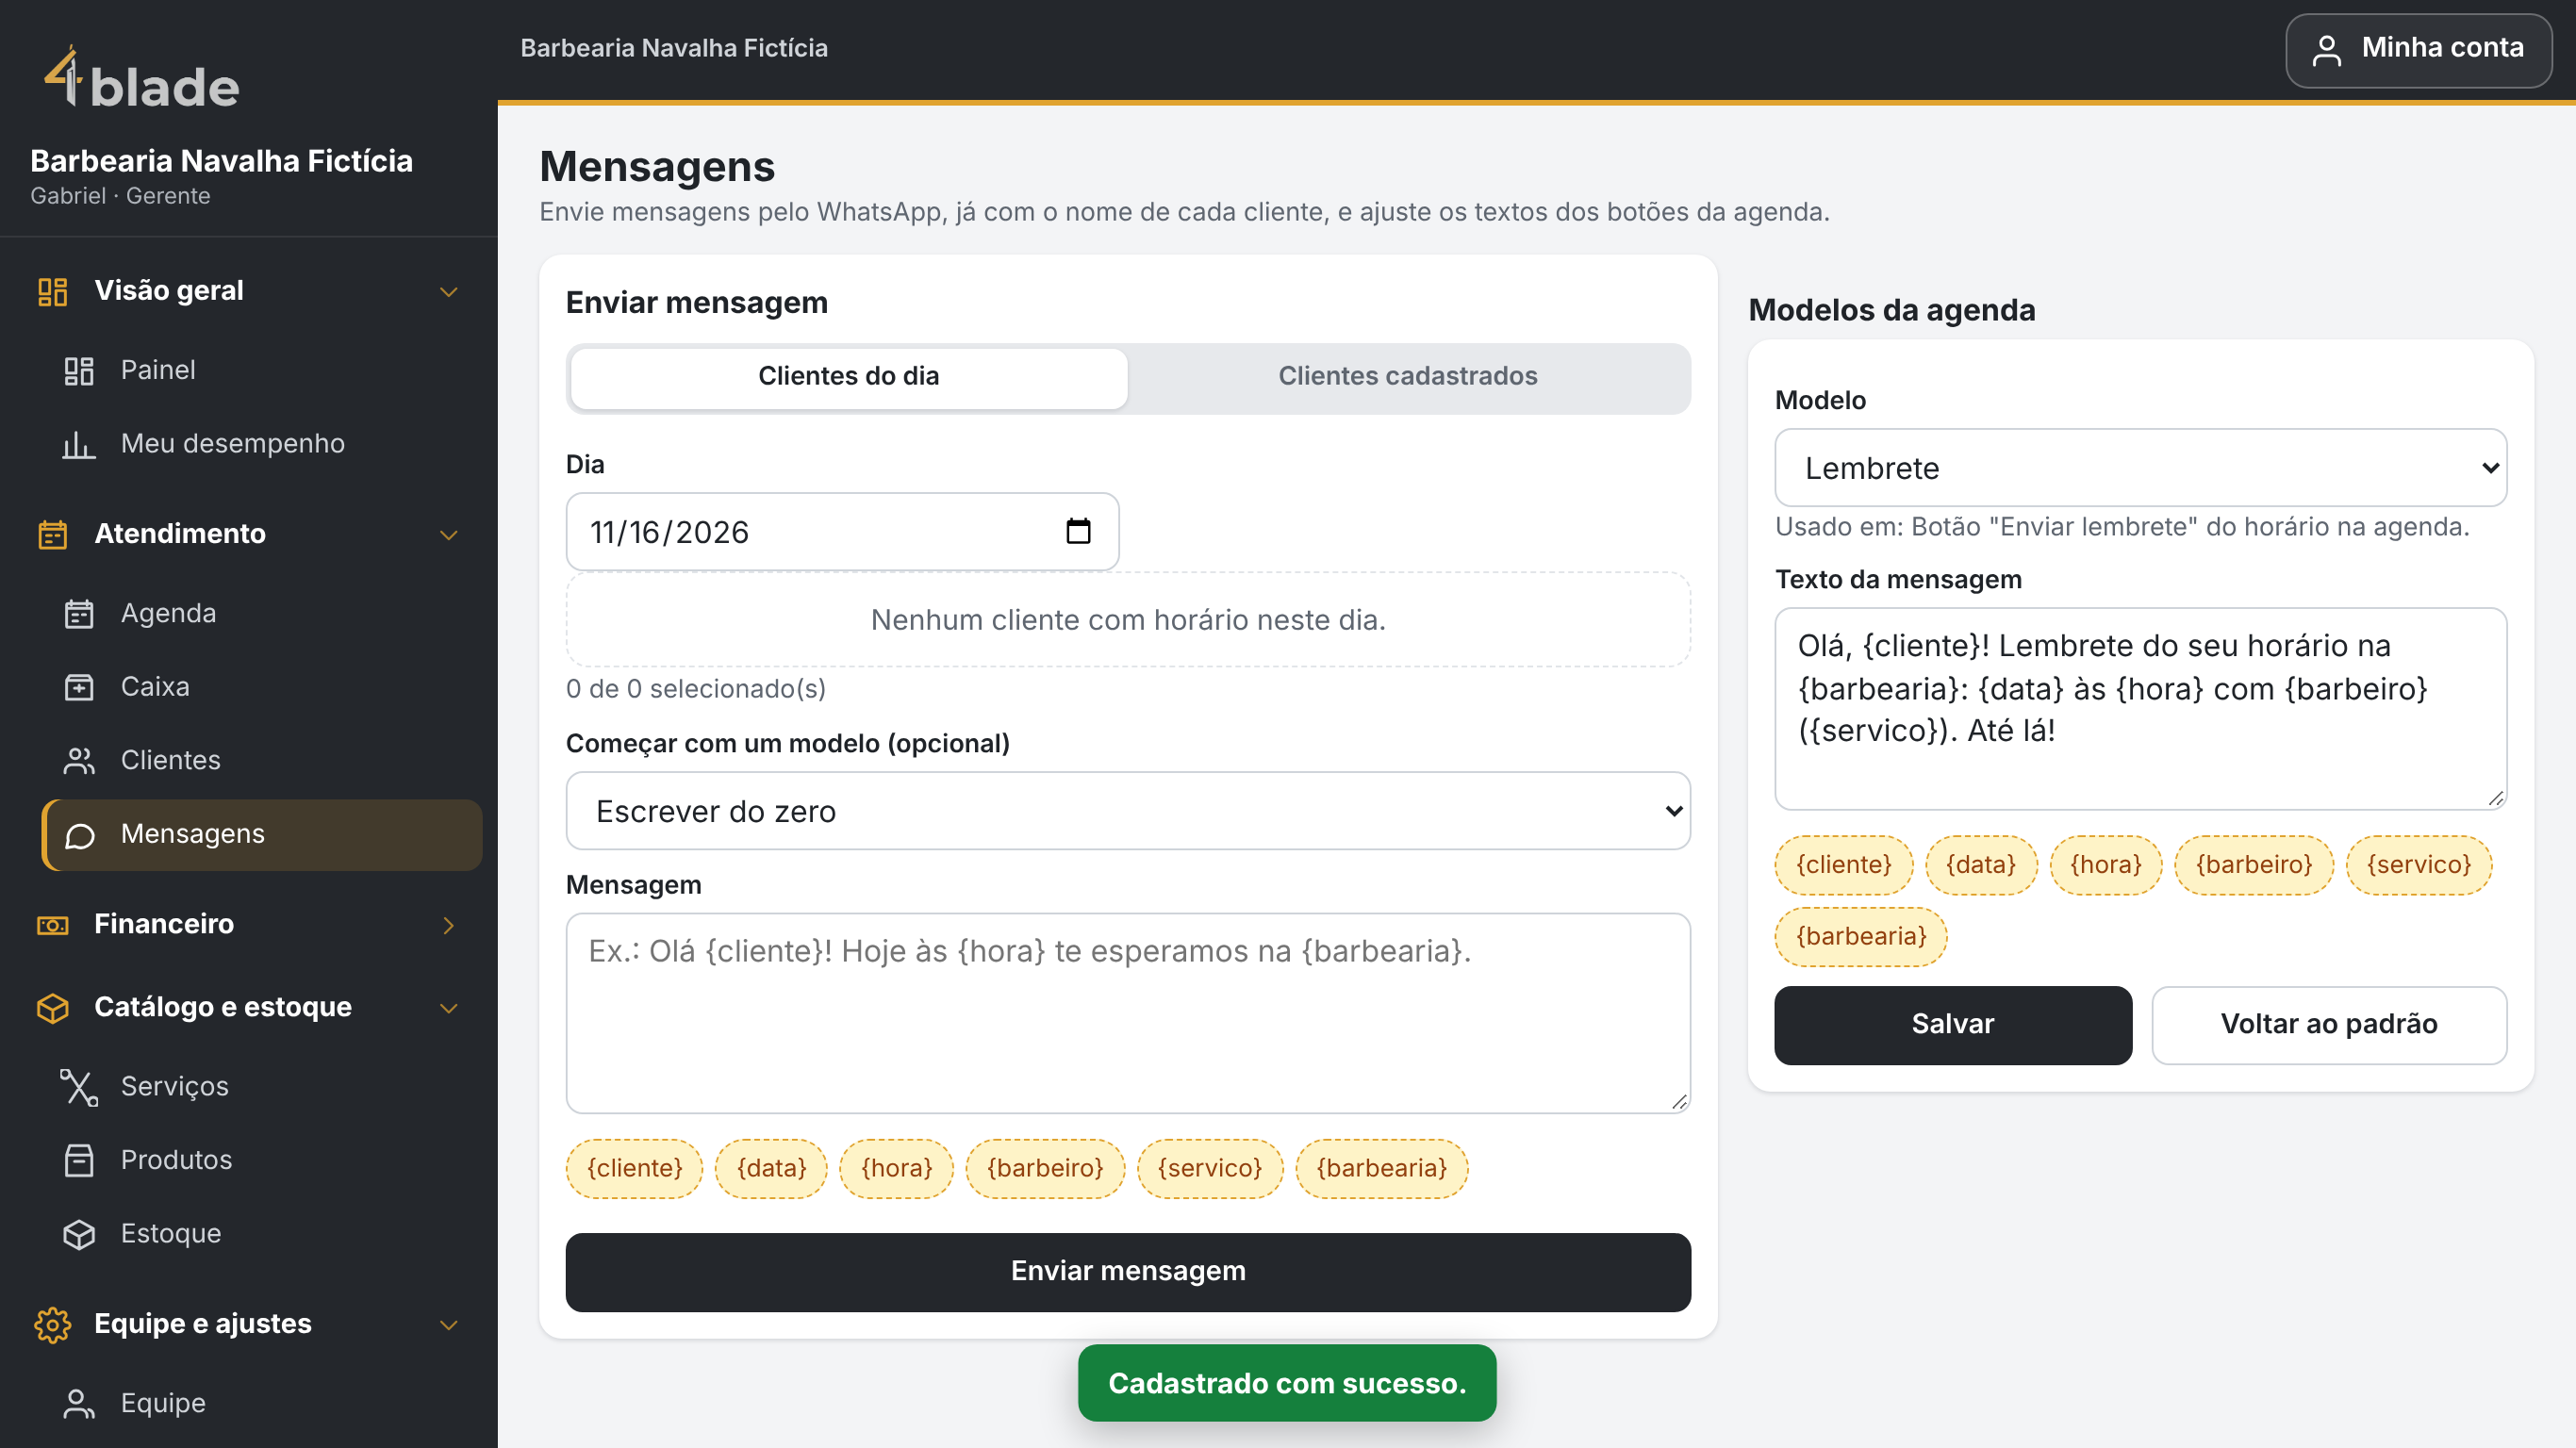 4blade
Barbearia Navalha Fictícia
Gabriel · Gerente
Visão geral
Painel
Meu desempenho
Atendimento
Agenda
Caixa
Clientes
Mensagens
Financeiro
Catálogo e estoque
Serviços
Produtos
Estoque
Equipe e ajustes
Equipe
Barbearia Navalha Fictícia
Minha conta
Mensagens
Envie mensagens pelo WhatsApp, já com o nome de cada cliente, e ajuste os textos dos botões da agenda.
Enviar mensagem
Clientes do dia
Clientes cadastrados
Dia
11/16/2026
Nenhum cliente com horário neste dia.
0 de 0 selecionado(s)
Começar com um modelo (opcional)
Escrever do zero
Mensagem
Ex.: Olá {cliente}! Hoje às {hora} te esperamos na {barbearia}.
{cliente} {data} {hora} {barbeiro} {servico} {barbearia}
Enviar mensagem
Modelos da agenda
Modelo
Lembrete
Usado em: Botão "Enviar lembrete" do horário na agenda.
Texto da mensagem
Olá, {cliente}! Lembrete do seu horário na
{barbearia}: {data} às {hora} com {barbeiro}
({servico}). Até lá!
{cliente} {data} {hora} {barbeiro} {servico}
{barbearia}
Salvar
Voltar ao padrão
Cadastrado com sucesso.